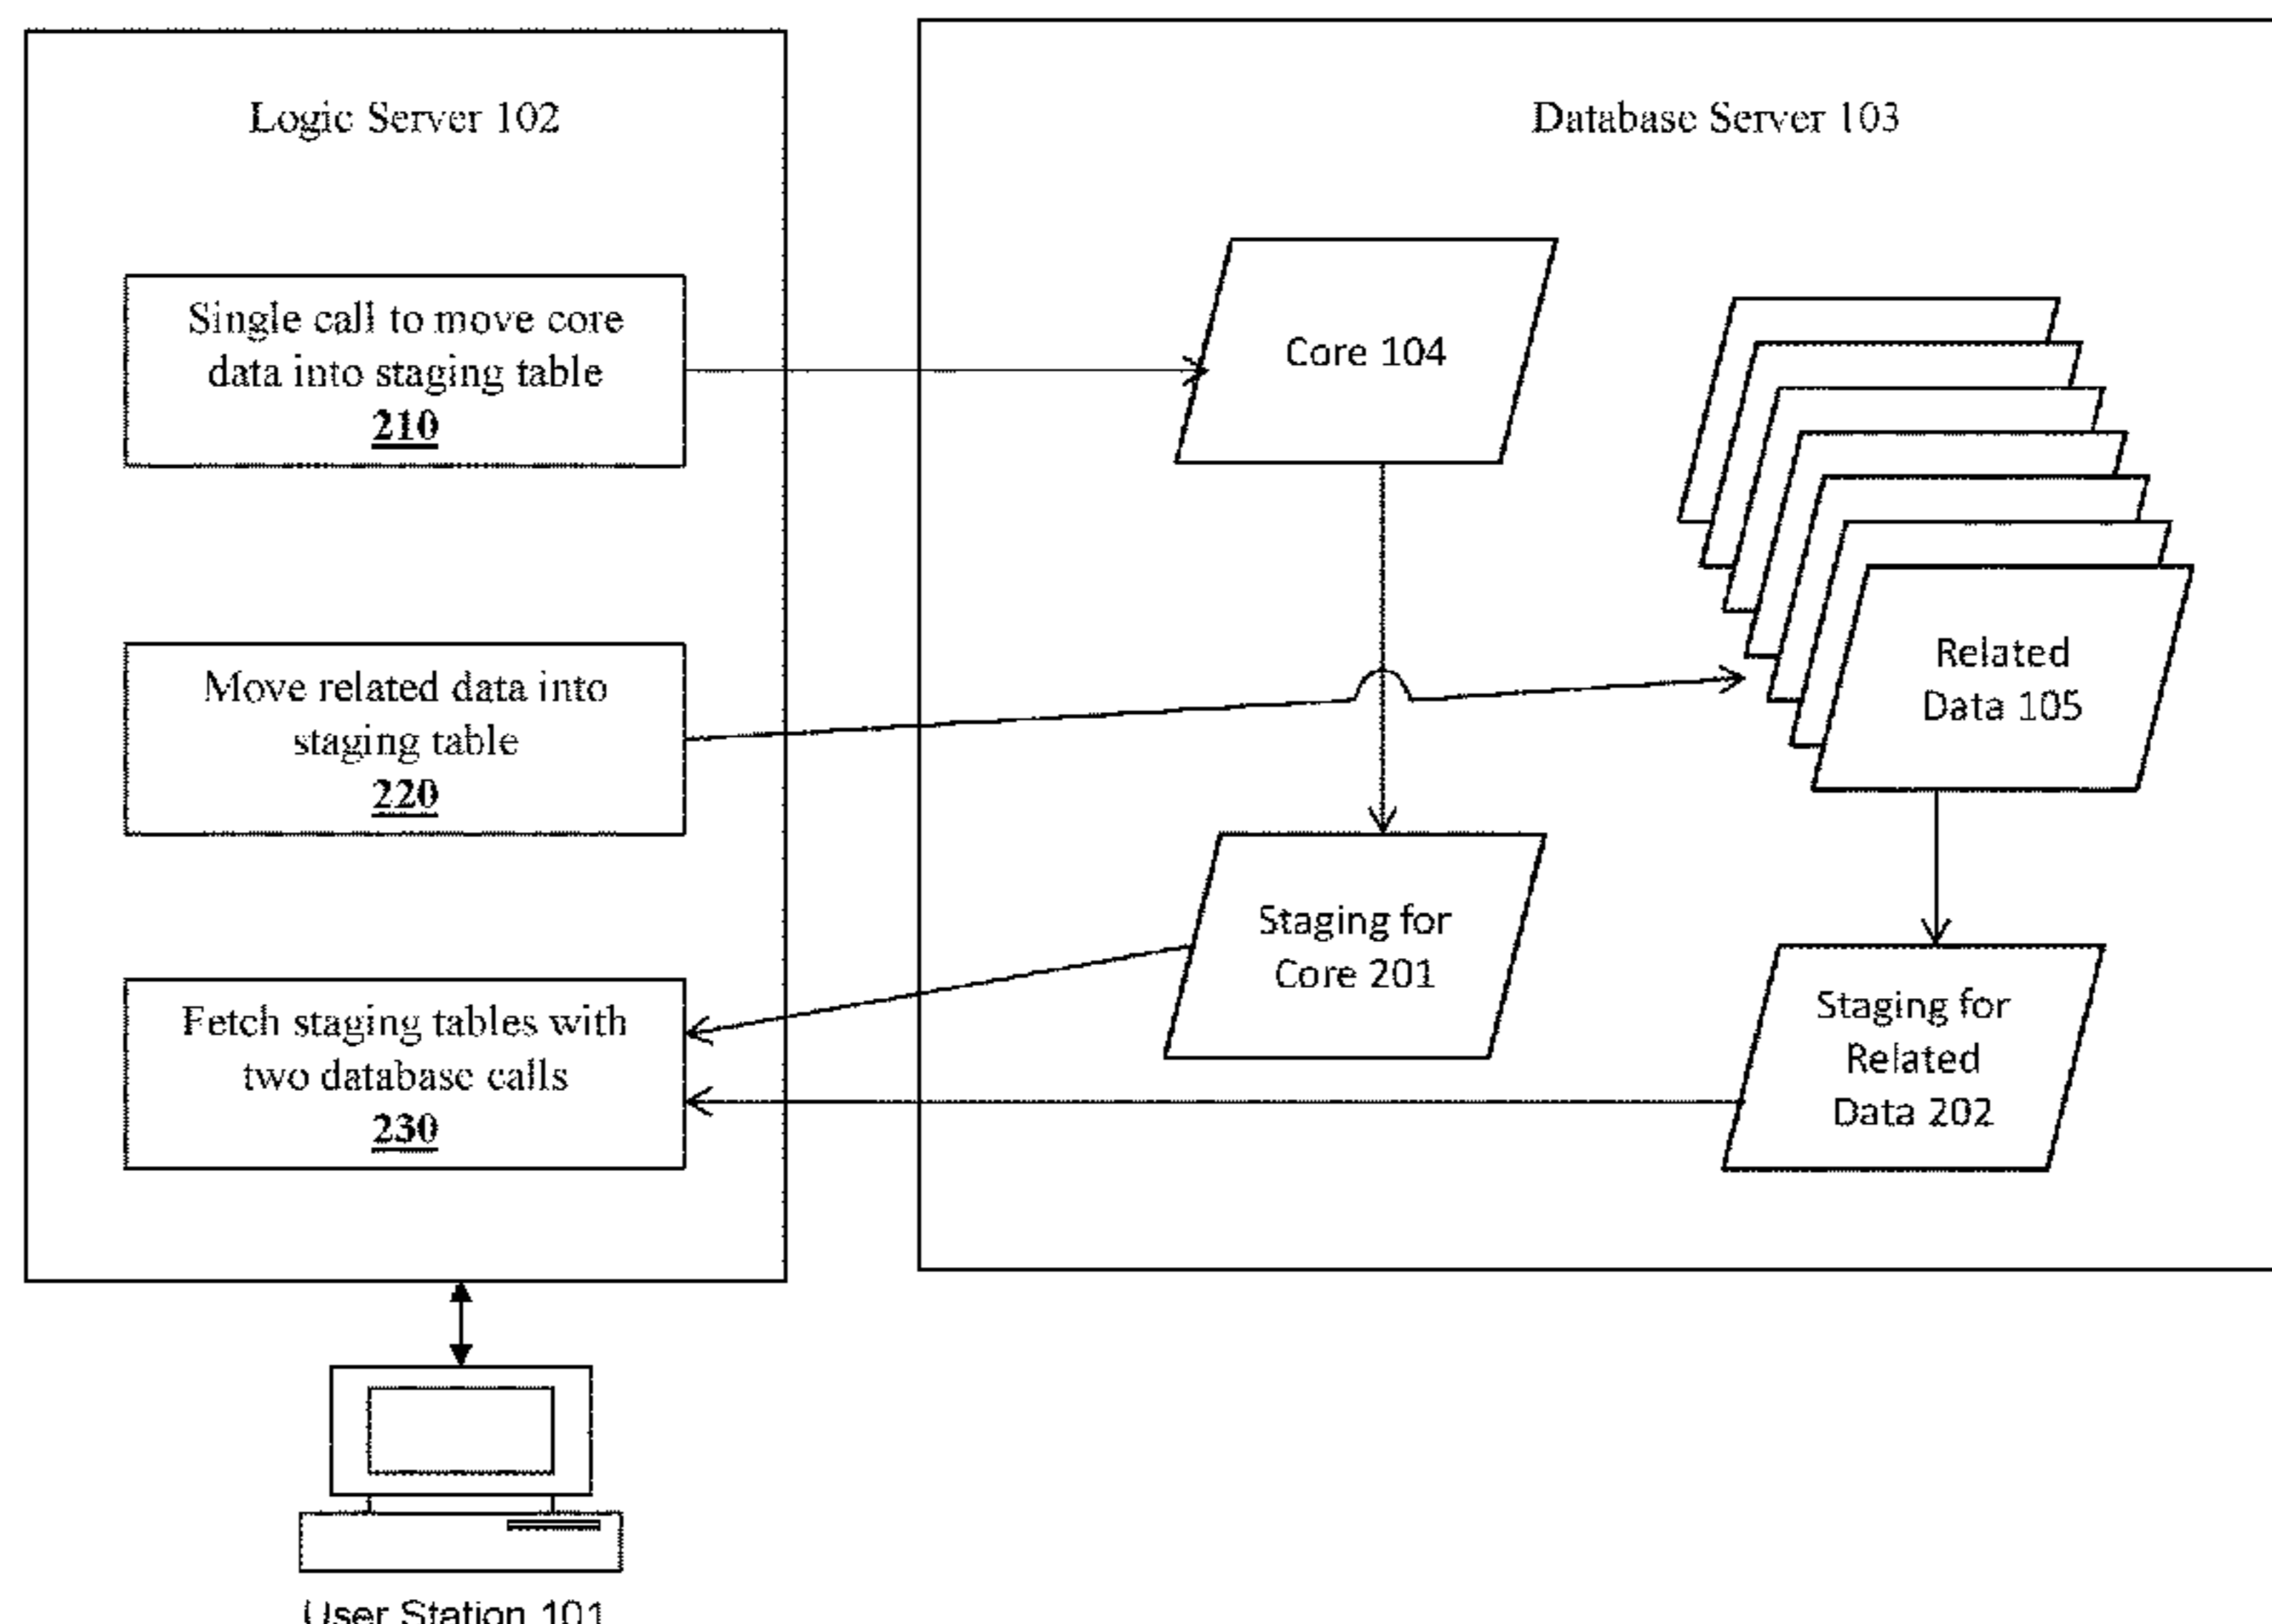 Logic Server 102
Single call to move core
data into staging table
210
Move related data into
staging table
220
Fetch staging tables with
two database calls
230
Database Server 103
Core 104
Related
Data 105
Staging for
Core 201
Staging for
Related
Data 202
User Station 101